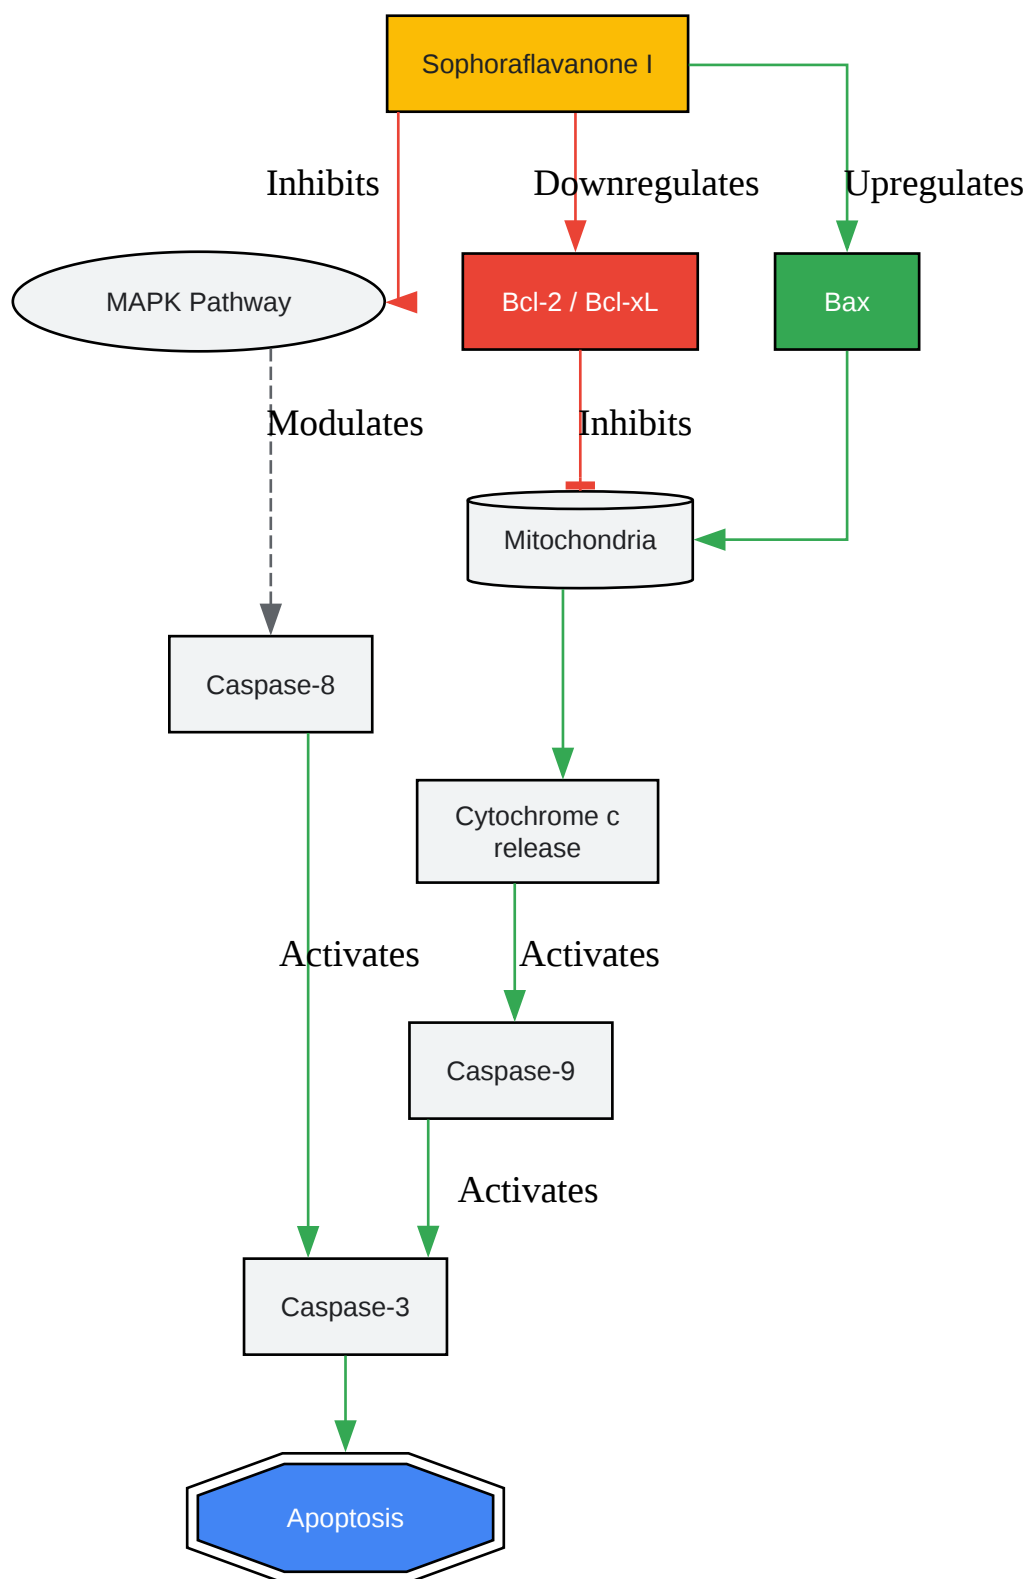 Sophoraflavanone I
Inhibits
Downregulates
Upregulates
MAPK Pathway
Bcl-2 / Bcl-xL
Bax
Modulates
Inhibits
Mitochondria
Caspase-8
Cytochrome c
release
Activates
Activates
Caspase-9
Activates
Caspase-3
Apoptosis